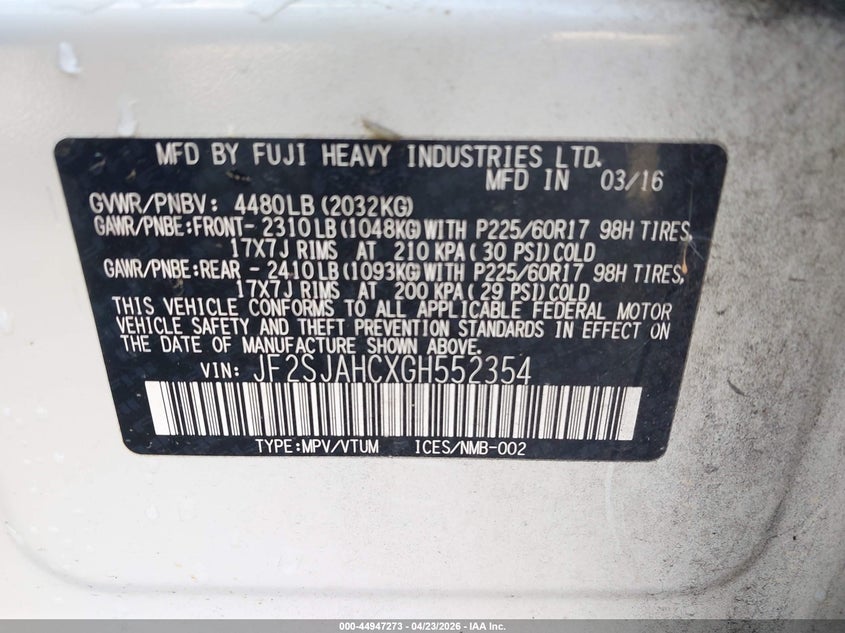 MFD BY FUJI HEAVY INDUSTRIES LTD.
MFD IN 03/16
GVWR/PNBV: 4480LB (2032KG)
GAWR/PNBE:FRONT- 2310LB (1048KG) WITH P225/60R17 98H TIRES,
17X7J RIMS AT 210 KPA (30 PSI) COLD
GAWR/PNBE:REAR - 2410LB (1093KG) WITH P225/60R17 98H TIRES,
17X7J RIMS AT 200 KPA (29 PSI) COLD
THIS VEHICLE CONFORMS TO ALL APPLICABLE FEDERAL MOTOR
VEHICLE SAFETY AND THEFT PREVENTION STANDARDS IN EFFECT ON
THE DATE OF MANUFACTURE SHOWN ABOVE.
VIN: JF2SJAHCXGH552354
TYPE:MPV/VTUM ICES/NMB-002
000-44947273 - 04/23/2026 - IAA Inc.